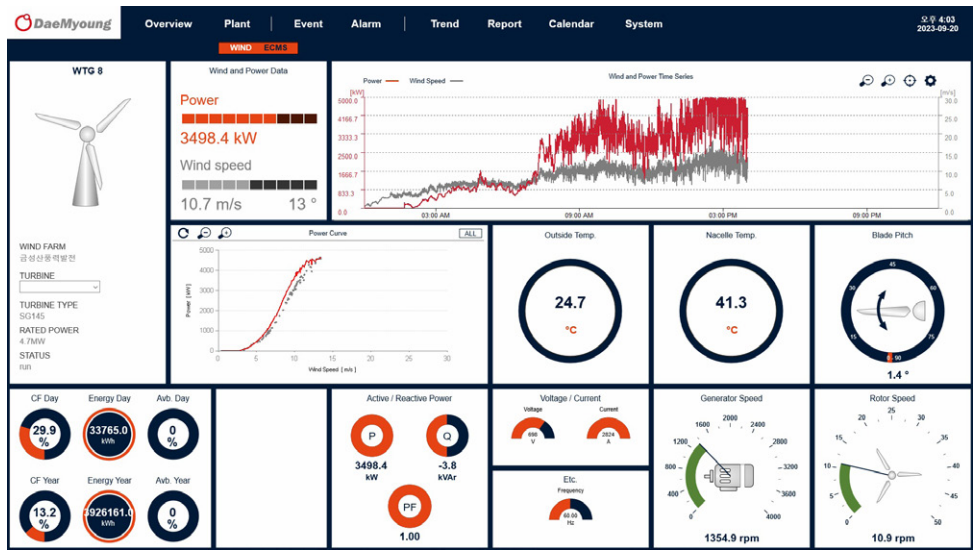 DaeMyoung
Overview Plant | Event Alarm | Trend Report Calendar System
오후 4:03
2023-09-20
WIND ECMS
WTG 8
WIND FARM
금성산풍력발전
TURBINE
TURBINE TYPE
SG145
RATED POWER
4.7MW
STATUS
run
Wind and Power Data
Power
3498.4 kW
Wind speed
10.7 m/s 13 °
Wind and Power Time Series
Power Wind Speed
[kW]
5000.0
4166.7
3333.3
2500.0
1666.7
833.3
0.0
[m/s]
30.0
25.0
20.0
15.0
10.0
5.0
0.0
03:00 AM 09:00 AM 03:00 PM 09:00 PM
Power Curve
ALL
Power [kW]
5000
4000
3000
2000
1000
0
0 5 10 15 20 25 30
Wind Speed [m/s]
Outside Temp.
24.7
°C
Nacelle Temp.
41.3
°C
Blade Pitch
45
30 60
15 75
0 90
1.4 °
CF Day Energy Day Avb. Day
29.9 % 33765.0 kWh 0 %
CF Year Energy Year Avb. Year
13.2 % 3926161.0 kWh 0 %
Active / Reactive Power
P Q
3498.4 -3.8
kW kVAr
PF
1.00
Voltage / Current
Voltage Current
698 2824
V A
Etc.
Frequency
60.00
Hz
Generator Speed
0 400 800 1200 1600 2000 2400 2800 3200 3600 4000
1354.9 rpm
Rotor Speed
0 5 10 15 20 25 30 35 40 45 50
10.9 rpm